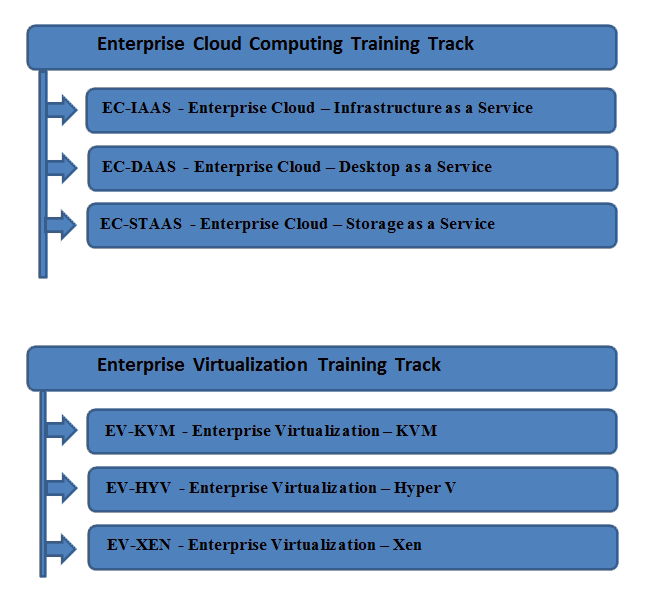 Enterprise Cloud Computing Training Track
EC-IAAS - Enterprise Cloud – Infrastructure as a Service
EC-DAAS - Enterprise Cloud – Desktop as a Service
EC-STAAS - Enterprise Cloud – Storage as a Service
Enterprise Virtualization Training Track
EV-KVM - Enterprise Virtualization – KVM
EV-HYV - Enterprise Virtualization – Hyper V
EV-XEN - Enterprise Virtualization – Xen